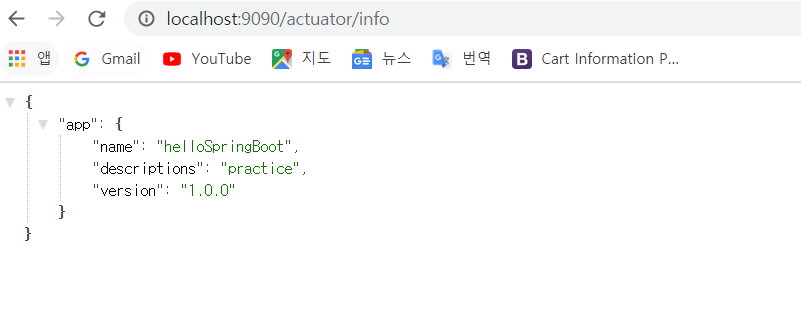 localhost:9090/actuator/info
앱 Gmail YouTube 지도 뉴스 번역 B Cart Information P...
{
"app": {
"name": "helloSpringBoot",
"descriptions": "practice",
"version": "1.0.0"
}
}